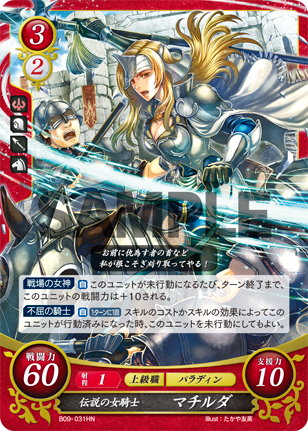 3
2
SAMPLE
お前に仇為す者の首など
私が根こそぎ刈り取ってやる!
戦場の女神 自 このユニットが未行動になるたび、ターン終了まで、
このユニットの戦闘力は+10される。
不屈の騎士 自 1ターンに1回 スキルのコストかスキルの効果によってこの
ユニットが行動済みになった時、このユニットを未行動にしてもよい。
戦闘力
60
射程
1
上級職
パラディン
支援力
10
伝説の女騎士 マチルダ
B09-031HN
Illust:たかや友英